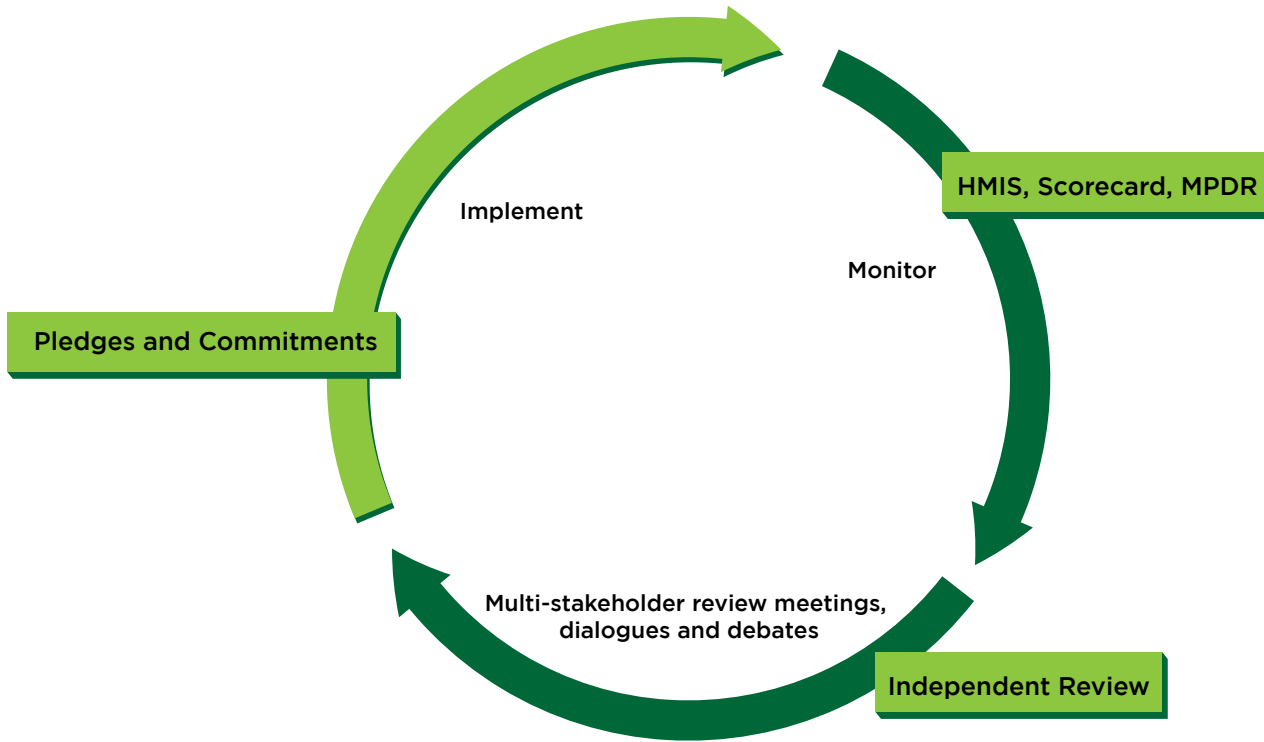 HMIS, Scorecard, MPDR
Implement
Monitor
Pledges and Commitments
Multi-stakeholder review meetings,
dialogues and debates
Independent Review